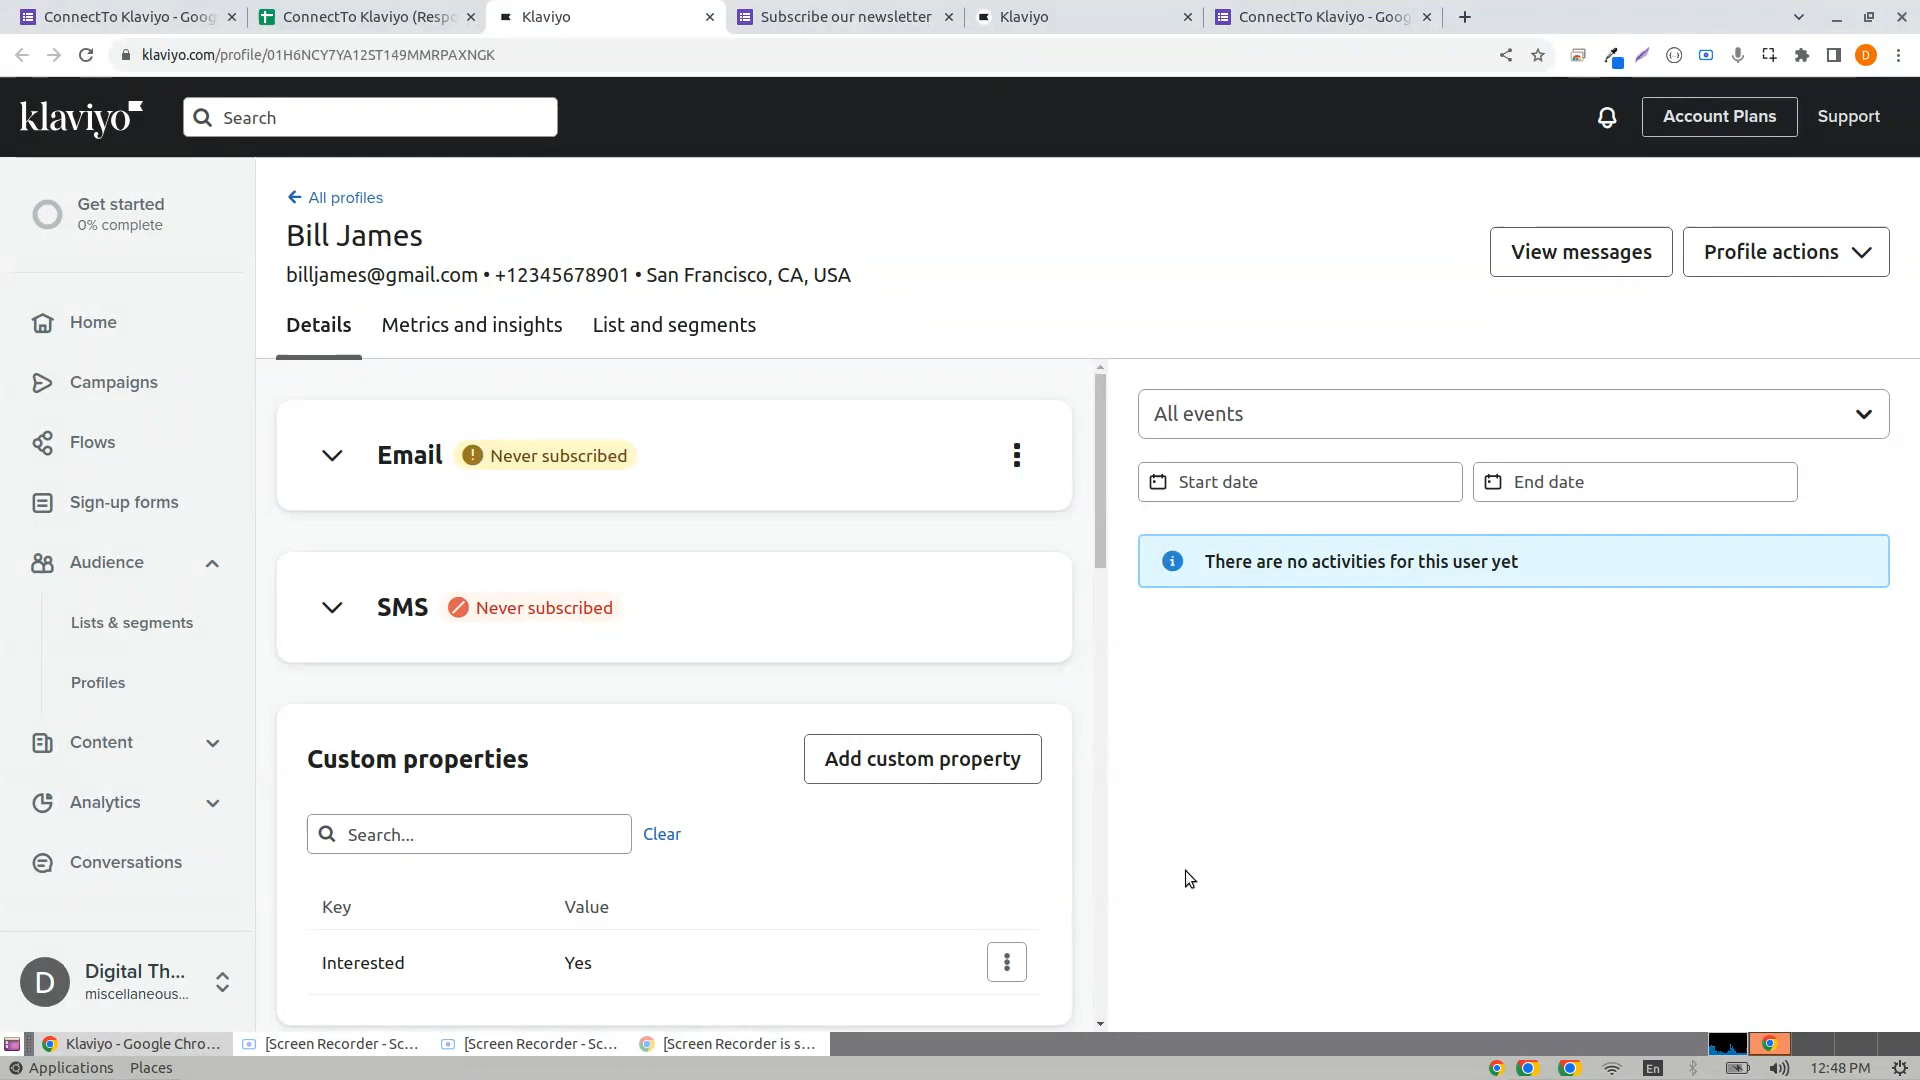 ConnectTo Klaviyo - Goog
ConnectTo Klaviyo (Respo
Klaviyo
Subscribe our newsletter
Klaviyo
ConnectTo Klaviyo - Goog
klaviyo.com/profile/01H6NCY7YA12ST149MMRPAXNGK
D
klaviyo
Search
Account Plans
Support
Get started
0% complete
Home
Campaigns
Flows
Sign-up forms
Audience
Lists & segments
Profiles
Content
Analytics
Conversations
D
Digital Th...
miscellaneous...
All profiles
Bill James
billjames@gmail.com • +12345678901 • San Francisco, CA, USA
View messages
Profile actions
Details
Metrics and insights
List and segments
Email
Never subscribed
SMS
Never subscribed
Custom properties
Add custom property
Search...
Clear
Key
Value
Interested
Yes
All events
Start date
End date
There are no activities for this user yet
Klaviyo - Google Chro...
[Screen Recorder - Sc...
[Screen Recorder - Sc...
[Screen Recorder is s...
Applications
Places
En
12:48 PM